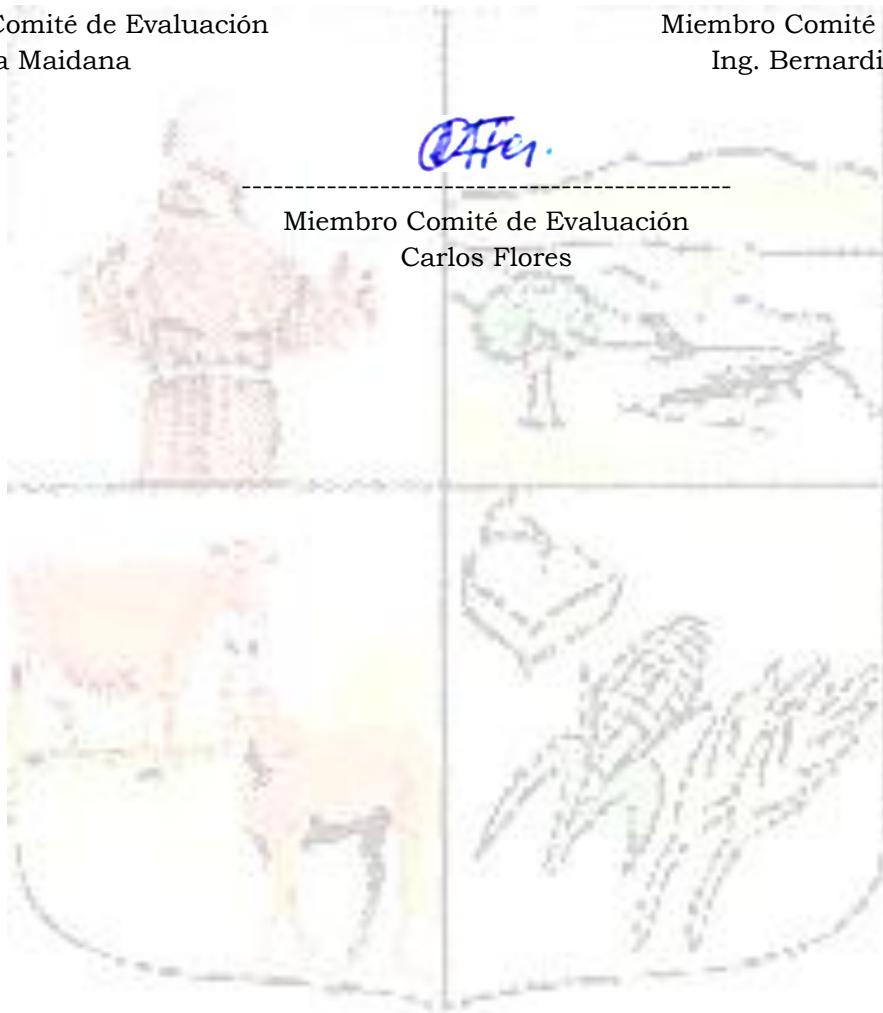 Comité de Evaluación
a Maidana
Miembro Comité
Ing. Bernardi
Miembro Comité de Evaluación
Carlos Flores